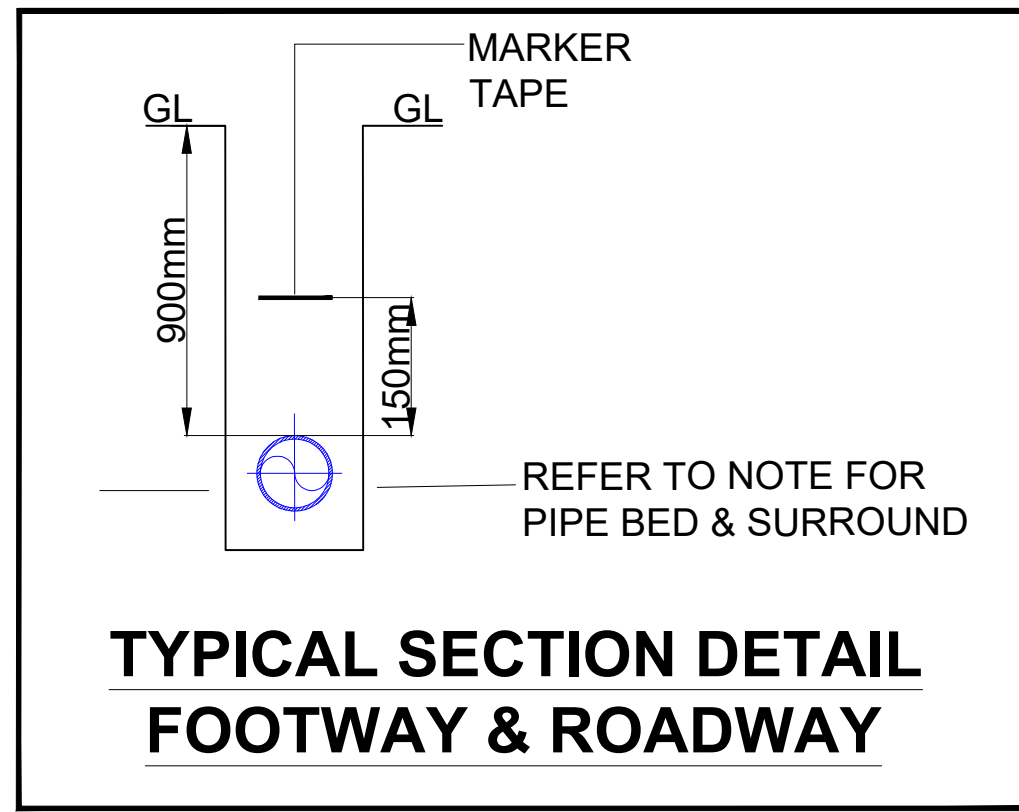 MARKER
TAPE
GL
GL
900mm
150mm
REFER TO NOTE FOR
PIPE BED & SURROUND
TYPICAL SECTION DETAIL
FOOTWAY & ROADWAY